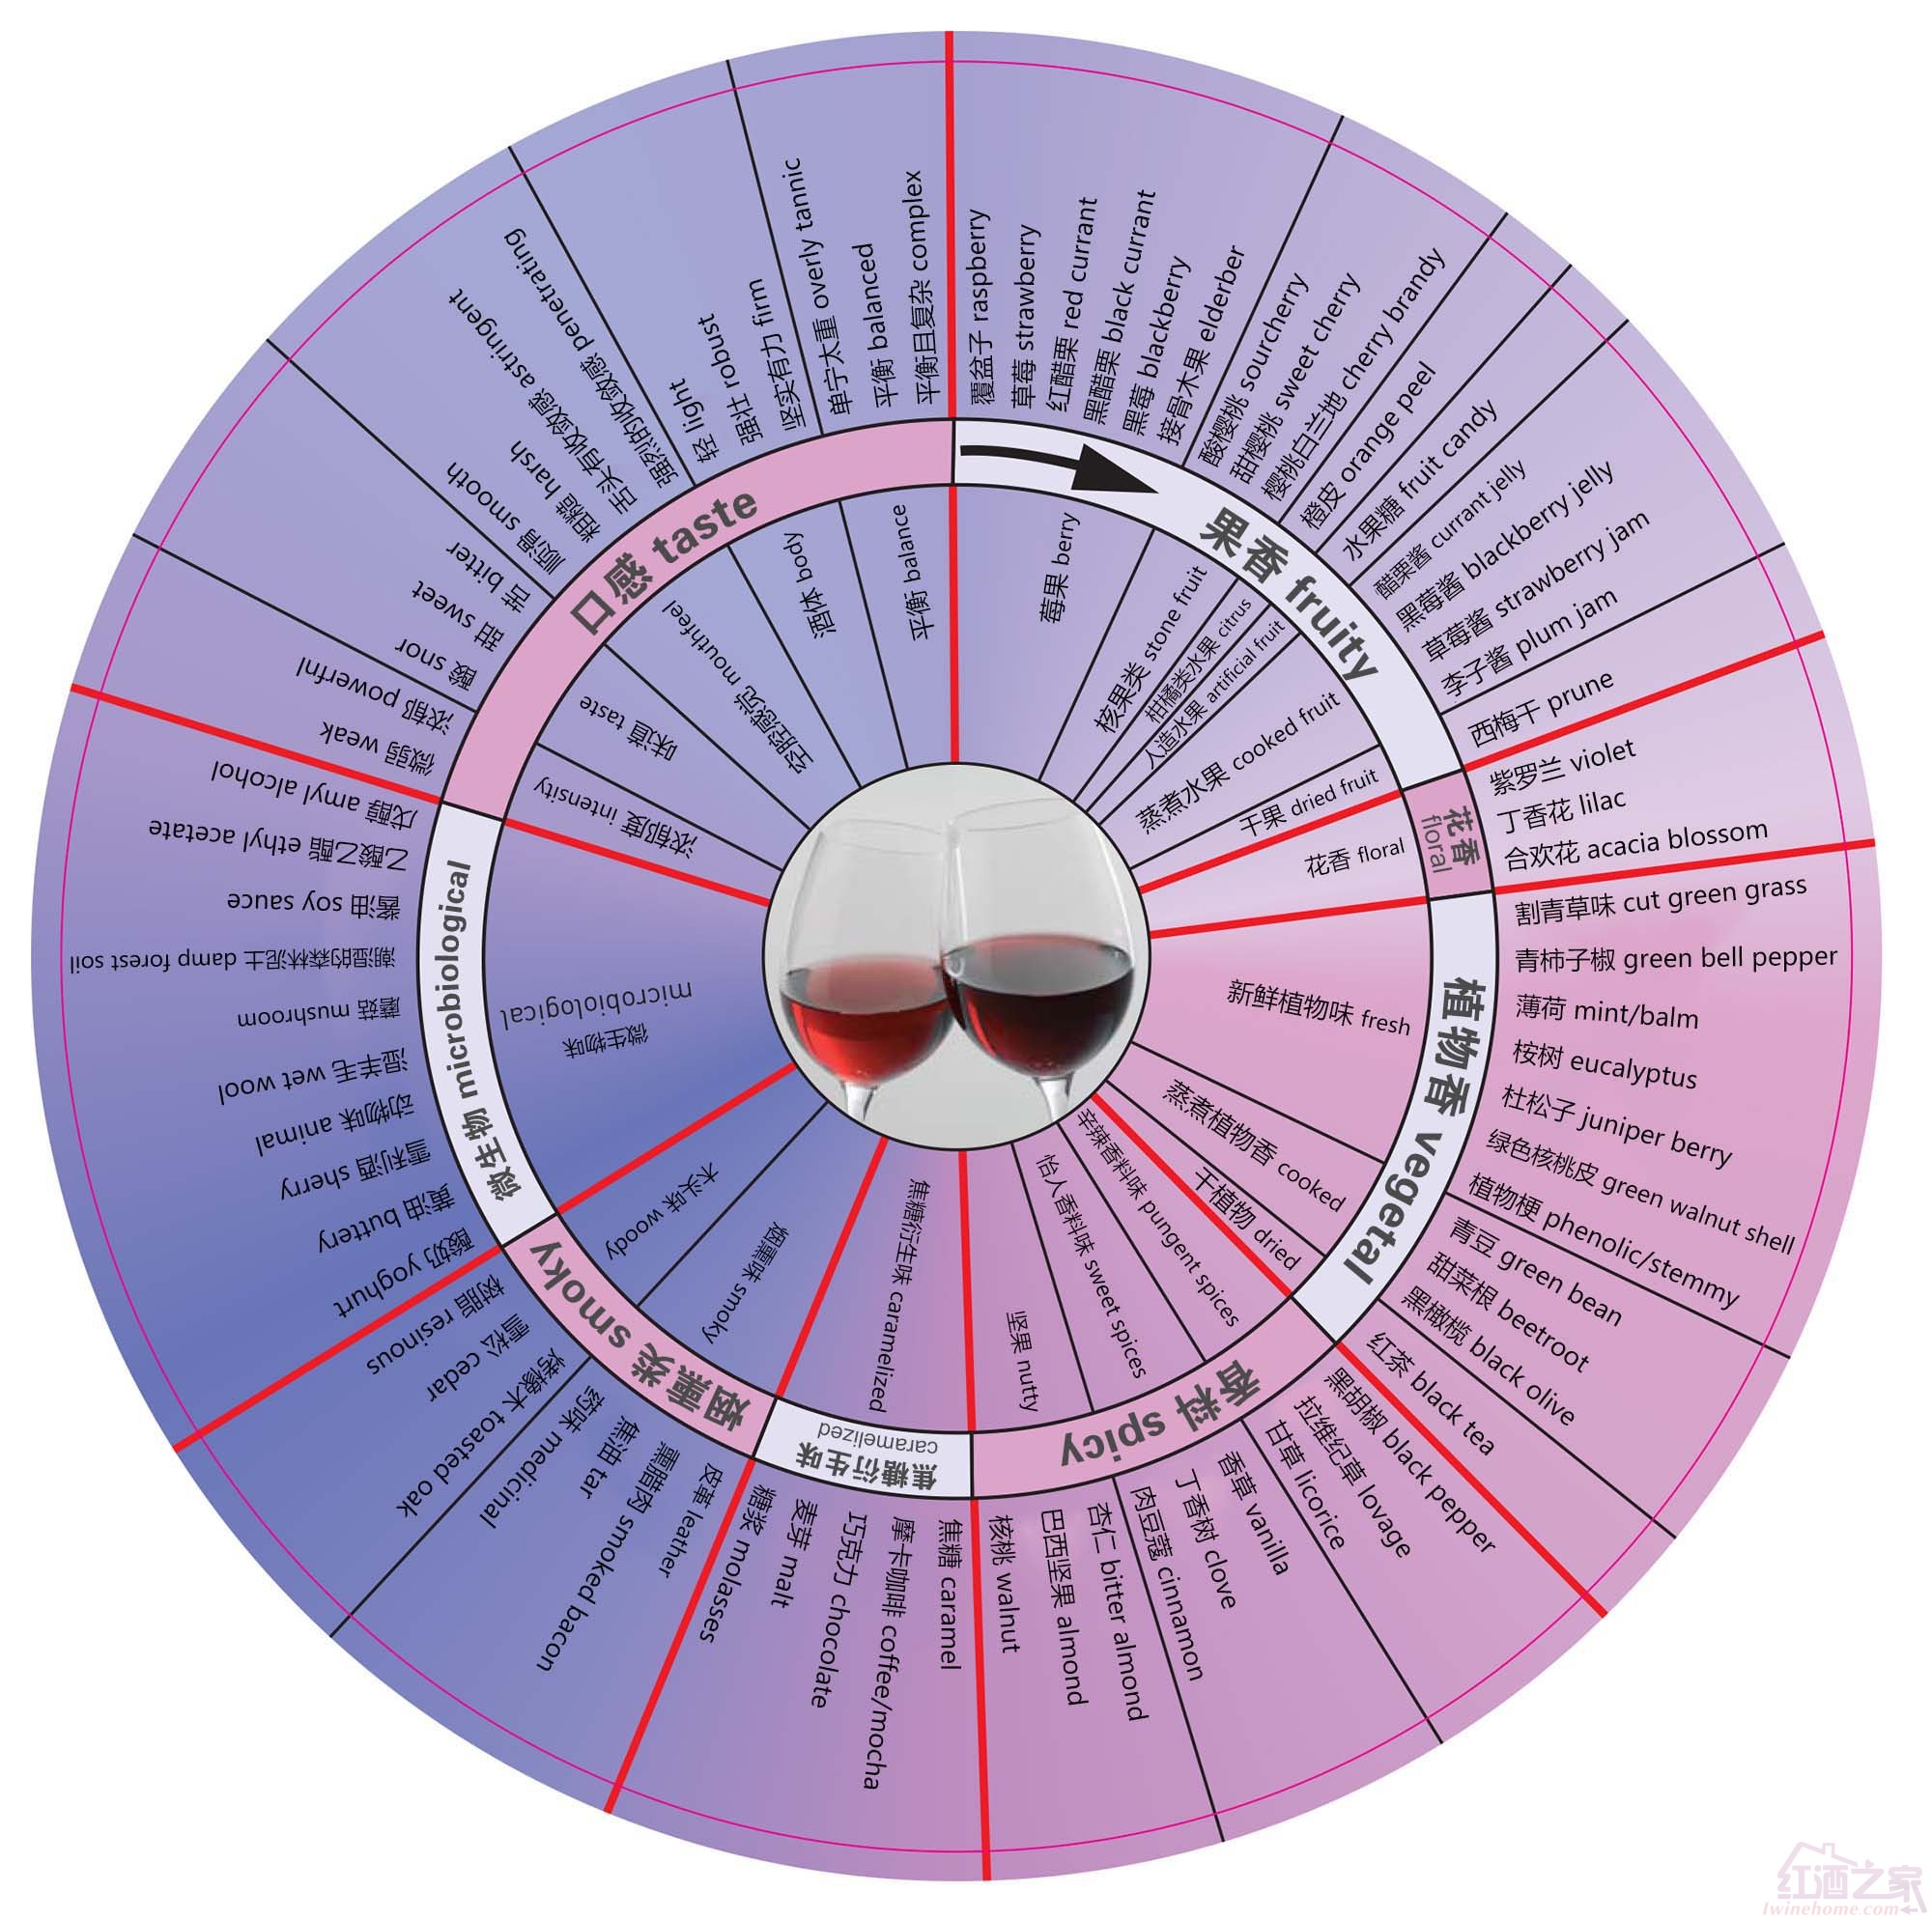 果香 fruity
莓果 berry
覆盆子 raspberry
草莓 strawberry
红醋栗 red currant
黑醋栗 black currant
黑莓 blackberry
接骨木果 elderber
核果类 stone fruit
酸樱桃 sourcherry
甜樱桃 sweet cherry
樱桃白兰地 cherry brandy
柑橘类水果 citrus
橙皮 orange peel
人造水果 artificial fruit
水果糖 fruit candy
蒸煮水果 cooked fruit
醋栗酱 currant jelly
黑莓酱 blackberry jelly
草莓酱 strawberry jam
李子酱 plum jam
干果 dried fruit
西梅干 prune
花香
floral
花香 floral
紫罗兰 violet
丁香花 lilac
合欢花 acacia blossom
植物香 vegetal
新鲜植物味 fresh
割青草味 cut green grass
青柿子椒 green bell pepper
薄荷 mint/balm
桉树 eucalyptus
杜松子 juniper berry
绿色核桃皮 green walnut shell
植物梗 phenolic/stemmy
蒸煮植物香 cooked
青豆 green bean
甜菜根 beetroot
黑橄榄 black olive
干植物 dried
红茶 black tea
香料 spicy
辛辣香料味 pungent spices
黑胡椒 black pepper
拉维纪草 lovage
甘草 licorice
怡人香料味 sweet spices
香草 vanilla
丁香树 clove
肉豆蔻 cinnamon
坚果 nutty
杏仁 bitter almond
巴西坚果 almond
核桃 walnut
焦糖衍生味
caramelized
焦糖衍生味 caramelized
焦糖 caramel
摩卡咖啡 coffee/mocha
巧克力 chocolate
麦芽 malt
糖浆 molasses
烟熏类 smoky
烟熏味 smoky
皮革 leather
熏腊肉 smoked bacon
焦油 tar
药味 medicinal
木头味 woody
烤橡木 toasted oak
雪松 cedar
树脂 resinous
微生物 microbiological
微生物味
microbiological
酸奶 yoghurt
黄油 buttery
雪利酒 sherry
动物味 animal
湿羊毛 wet wool
蘑菇 mushroom
潮湿的森林泥土 damp forest soil
酱油 soy sauce
乙酸乙酯 ethyl acetate
戊醇 amyl alcohol
口感 taste
浓郁度 intensity
微弱 weak
浓郁 powerfnl
味道 taste
酸 snor
甜 sweet
苦 bitter
空腔感觉 mouthfeel
顺滑 smooth
粗糙 harsh
舌头有收敛感 astringent
强烈的收敛感 penetrating
酒体 body
轻 light
强壮 robust
坚实有力 firm
平衡 balance
单宁太重 overly tannic
平衡 balanced
平衡且复杂 complex
红酒之家
Iwinehome.com